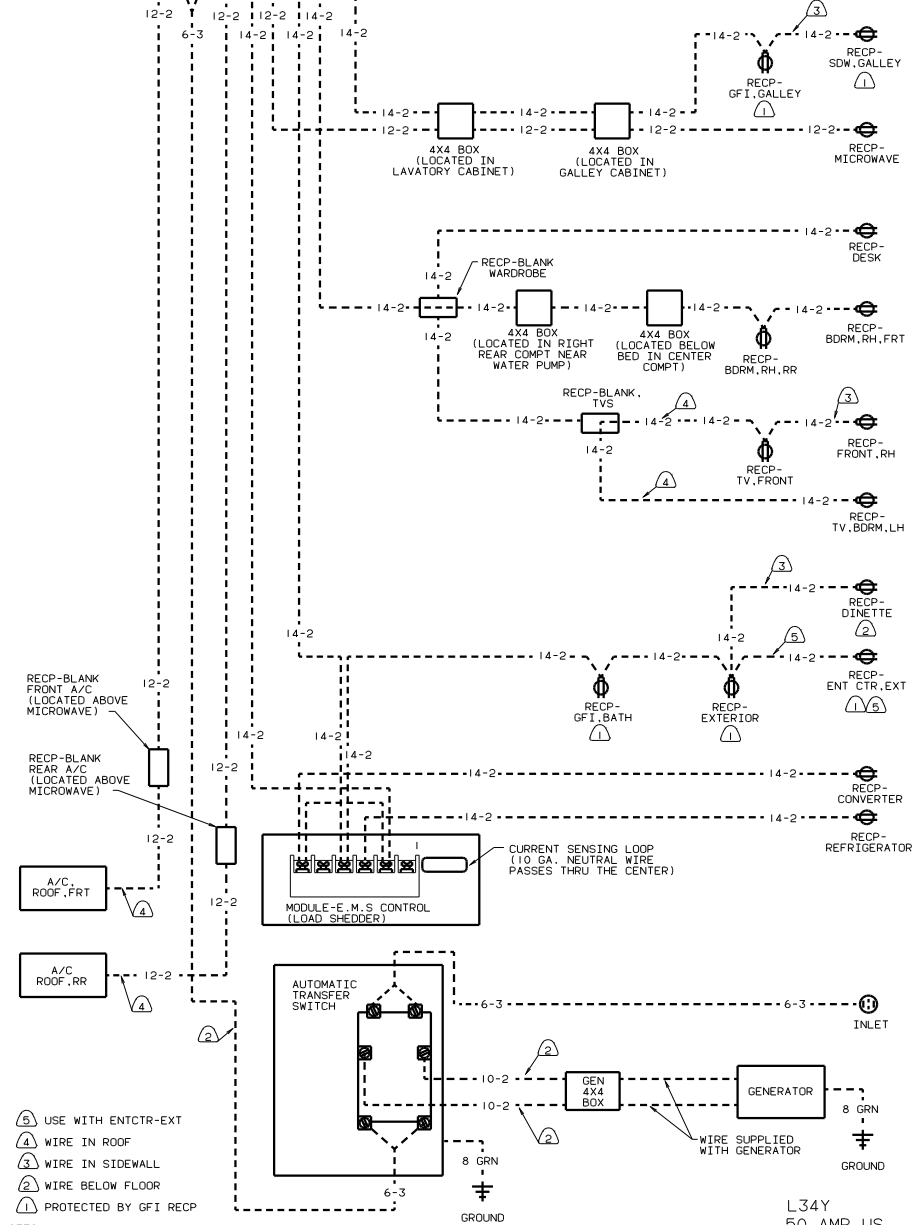 12-2
6-3
12-2
14-2
12-2
14-2
14-2
14-2
3
14-2
14-2
RECP-
SDW,GALLEY
1
RECP-
GFI,GALLEY
1
14-2
14-2
14-2
12-2
12-2
12-2
12-2
RECP-
MICROWAVE
4X4 BOX
(LOCATED IN
LAVATORY CABINET)
4X4 BOX
(LOCATED IN
GALLEY CABINET)
14-2
RECP-
DESK
RECP-BLANK
WARDROBE
14-2
14-2
14-2
14-2
14-2
14-2
14-2
RECP-
BDRM,RH,FRT
4X4 BOX
(LOCATED IN RIGHT
REAR COMPT NEAR
WATER PUMP)
4X4 BOX
(LOCATED BELOW
BED IN CENTER
COMPT)
RECP-
BDRM,RH,RR
RECP-BLANK,
TVS
4
3
14-2
14-2
14-2
14-2
RECP-
FRONT,RH
14-2
RECP-
TV,FRONT
4
14-2
RECP-
TV,BDRM,LH
3
14-2
RECP-
DINETTE
2
14-2
14-2
5
14-2
14-2
14-2
RECP-
ENT CTR,EXT
1 5
RECP-
GFI,BATH
1
RECP-
EXTERIOR
1
RECP-BLANK
FRONT A/C
(LOCATED ABOVE
MICROWAVE)
12-2
14-2
14-2
14-2
RECP-BLANK
REAR A/C
(LOCATED ABOVE
MICROWAVE)
12-2
14-2
14-2
RECP-
CONVERTER
14-2
14-2
RECP-
REFRIGERATOR
12-2
1
CURRENT SENSING LOOP
(10 GA. NEUTRAL WIRE
PASSES THRU THE CENTER)
A/C,
ROOF,FRT
4
12-2
MODULE-E.M.S CONTROL
(LOAD SHEDDER)
A/C
ROOF,RR
12-2
4
AUTOMATIC
TRANSFER
SWITCH
6-3
6-3
INLET
2
2
10-2
10-2
2
GEN
4X4
BOX
GENERATOR
8 GRN
GROUND
WIRE SUPPLIED
WITH GENERATOR
8 GRN
GROUND
6-3
5 USE WITH ENTCTR-EXT
4 WIRE IN ROOF
3 WIRE IN SIDEWALL
2 WIRE BELOW FLOOR
1 PROTECTED BY GFI RECP
L34Y
50 AMP US